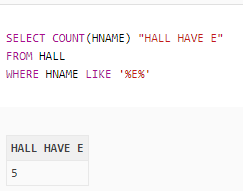 SELECT COUNT(HNAME) "HALL HAVE E"
FROM HALL
WHERE HNAME LIKE '%E%'
HALL HAVE E
5